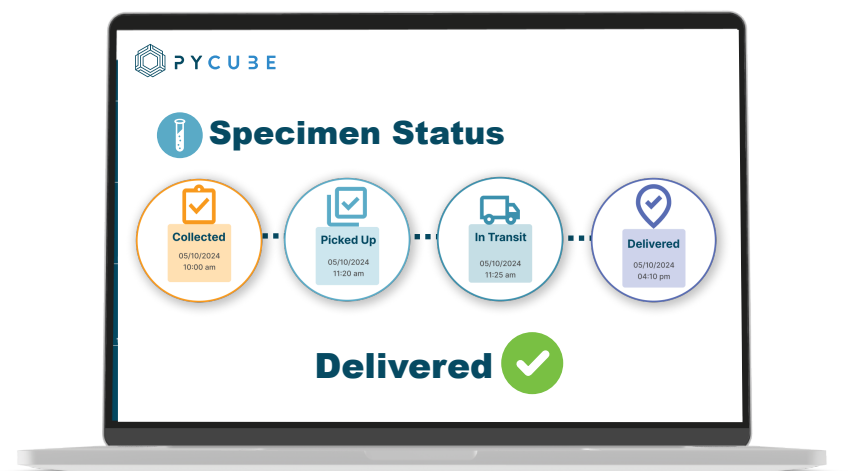 PYCUBE
Specimen Status
Collected
05/10/2024
10:00 am
Picked Up
05/10/2024
11:20 am
In Transit
05/10/2024
11:25 am
Delivered
05/10/2024
04:10 pm
Delivered